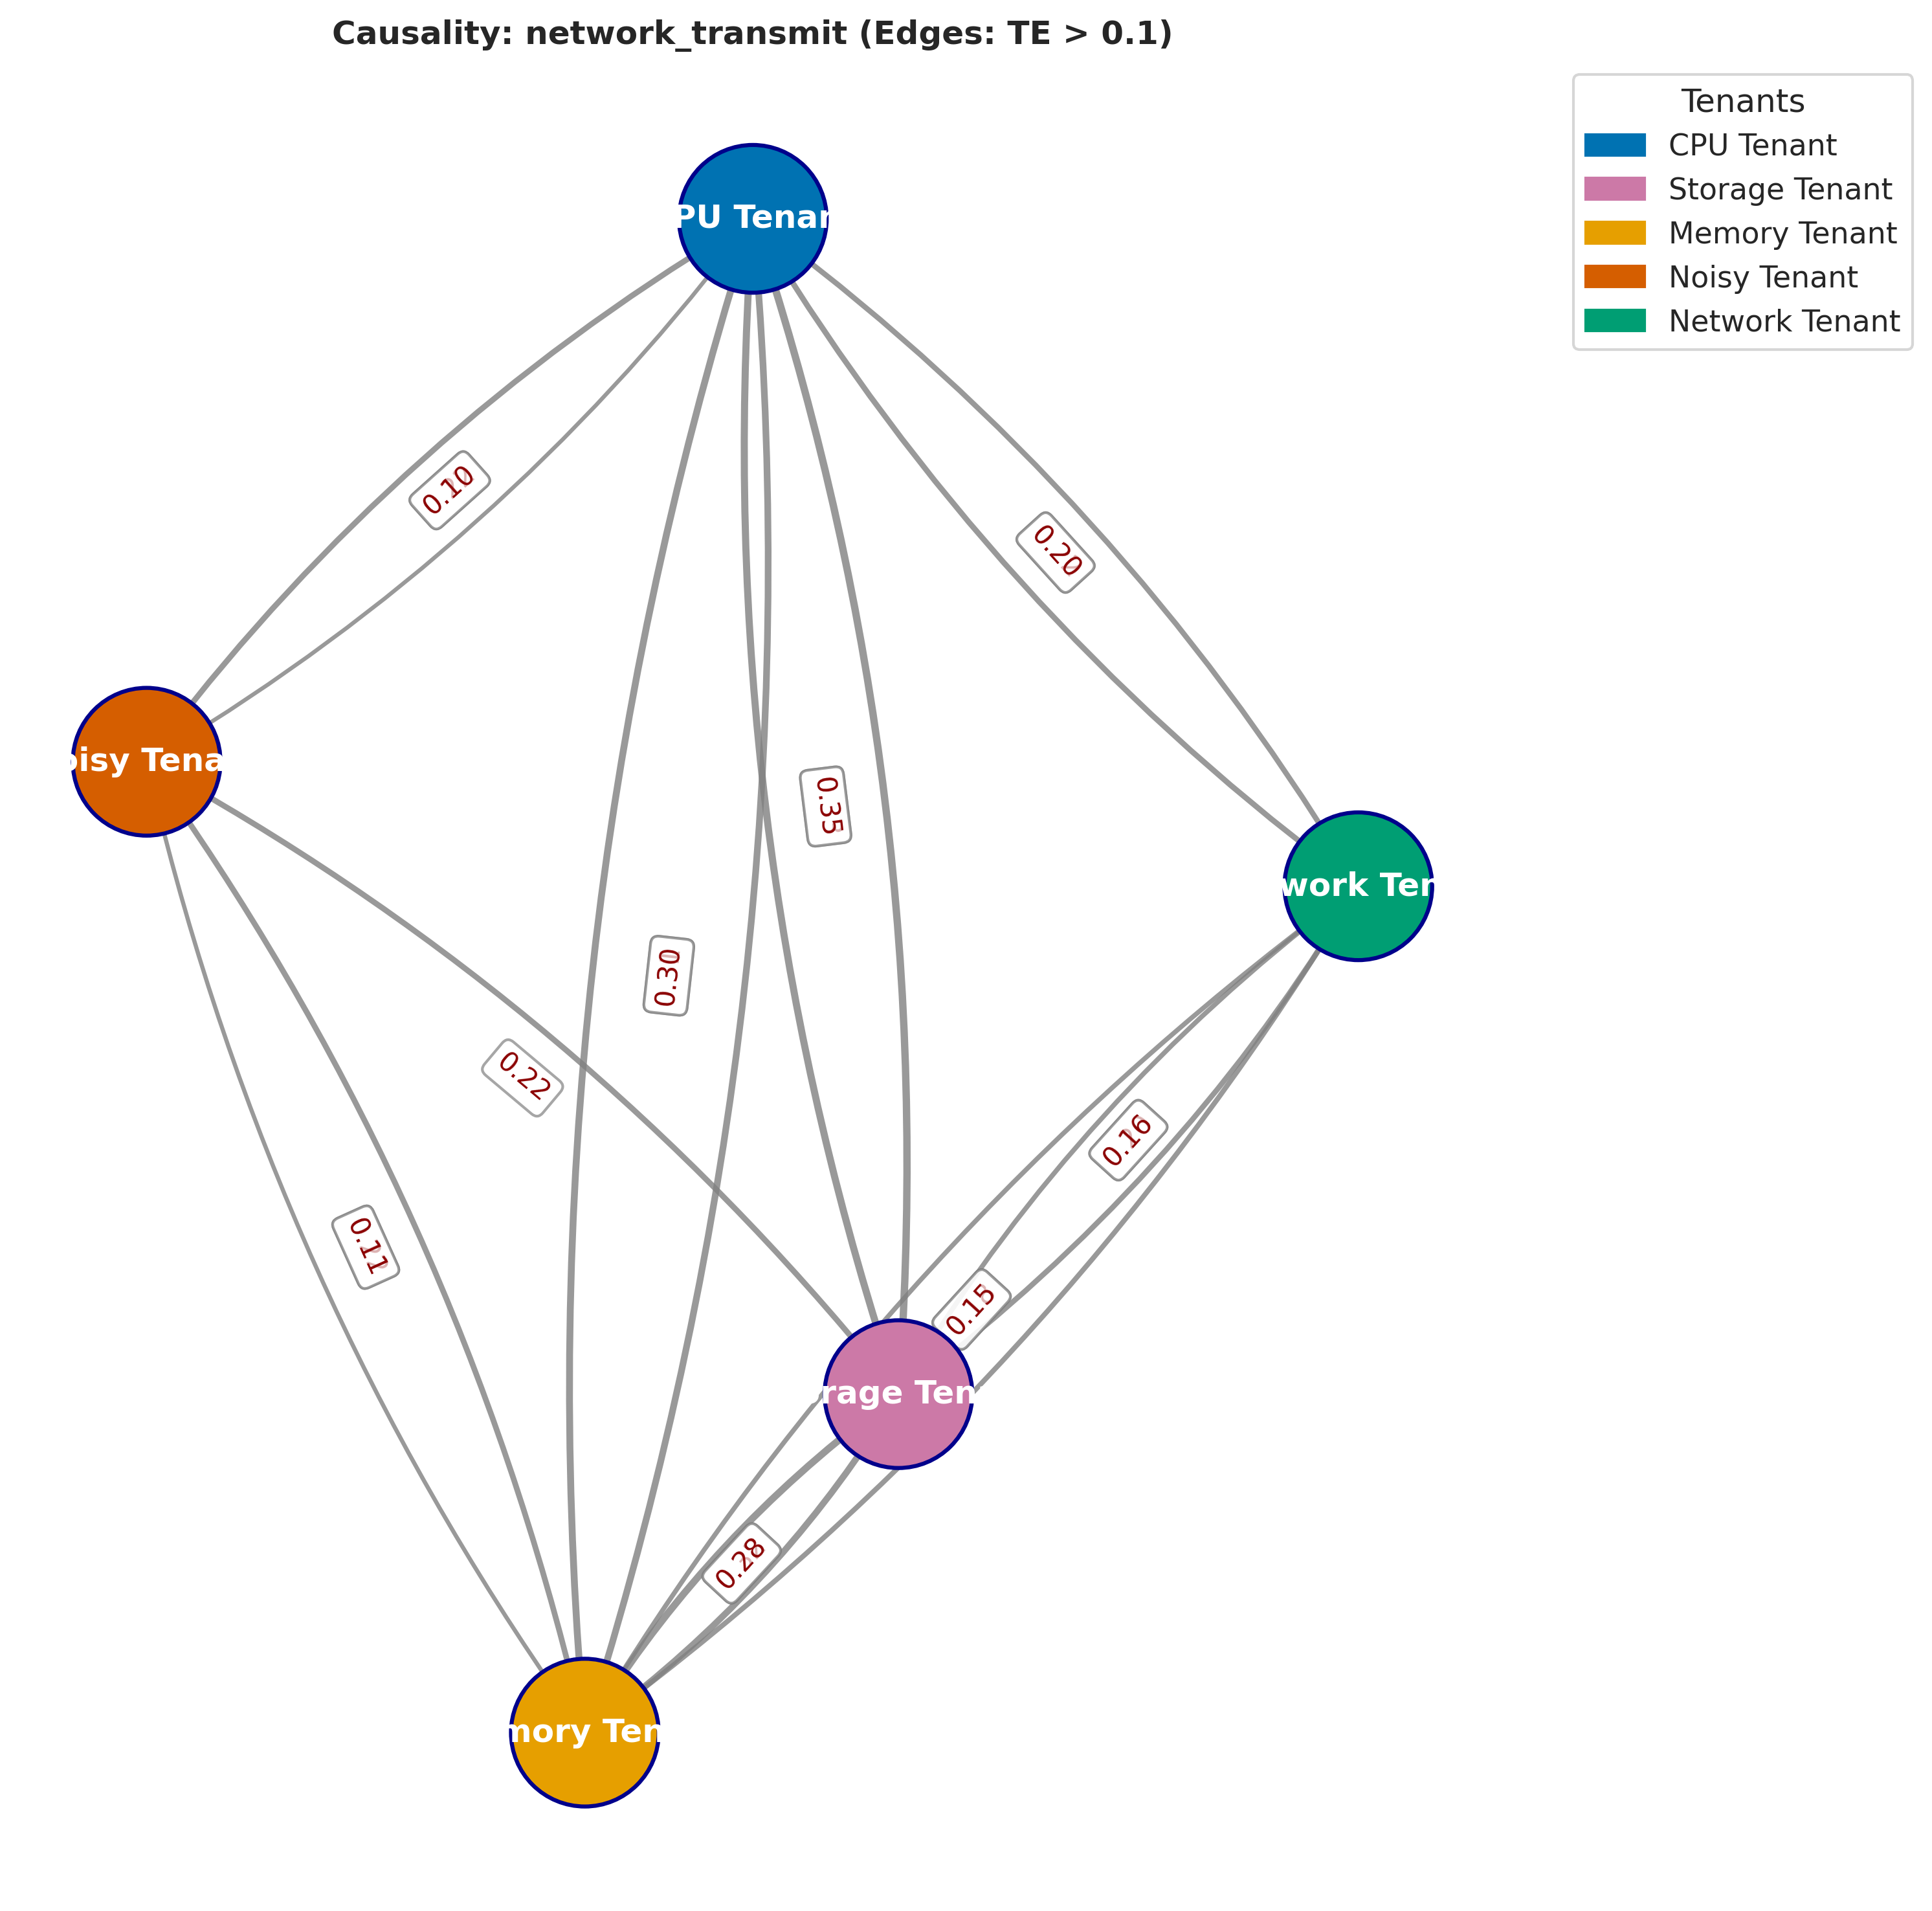 Causality: network_transmit (Edges: TE > 0.1)
Tenants
CPU Tenant
Storage Tenant
Memory Tenant
Noisy Tenant
Network Tenant
PU Tenan
0.10
0.20
oisy Tena
0.35
work Ten
0.30
0.22
0.16
0.11
0.15
rage Ten
0.28
mory Ten